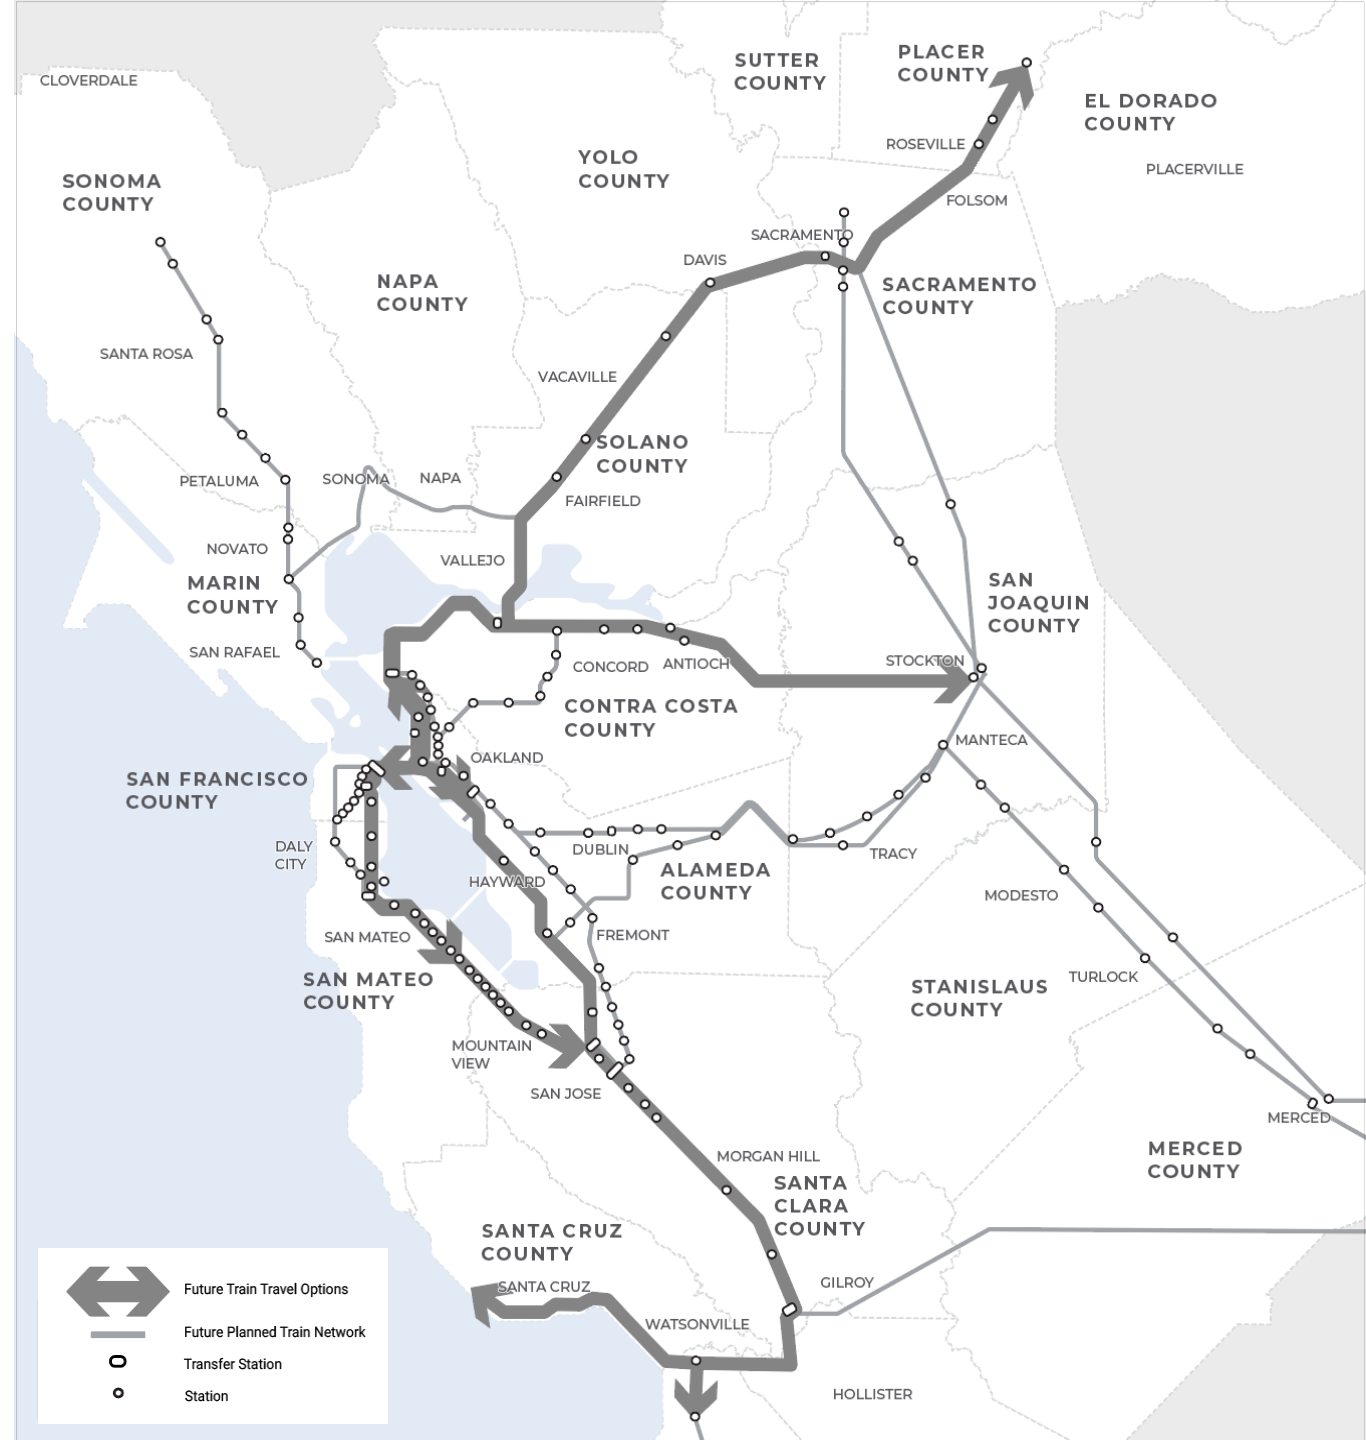 SUTTER
COUNTY
PLACER
COUNTY
CLOVERDALE
EL DORADO
COUNTY
ROSEVILLE
YOLO
COUNTY
PLACERVILLE
SONOMA
COUNTY
FOLSOM
SACRAMENTO
DAVIS
NAPA
COUNTY
SACRAMENTO
COUNTY
SANTA ROSA
VACAVILLE
SOLANO
COUNTY
PETALUMA
SONOMA
NAPA
FAIRFIELD
NOVATO
VALLEJO
MARIN
COUNTY
SAN
JOAQUIN
COUNTY
SAN RAFAEL
CONCORD
ANTIOCH
STOCKTON
CONTRA COSTA
COUNTY
MANTECA
OAKLAND
SAN FRANCISCO
COUNTY
DALY
CITY
DUBLIN
TRACY
ALAMEDA
COUNTY
HAYWARD
MODESTO
SAN MATEO
FREMONT
SAN MATEO
COUNTY
TURLOCK
STANISLAUS
COUNTY
MOUNTAIN
VIEW
SAN JOSE
MERCED
MERCED
COUNTY
MORGAN HILL
SANTA
CLARA
COUNTY
SANTA CRUZ
COUNTY
SANTA CRUZ
GILROY
WATSONVILLE
HOLLISTER
Future Train Travel Options
Future Planned Train Network
Transfer Station
Station